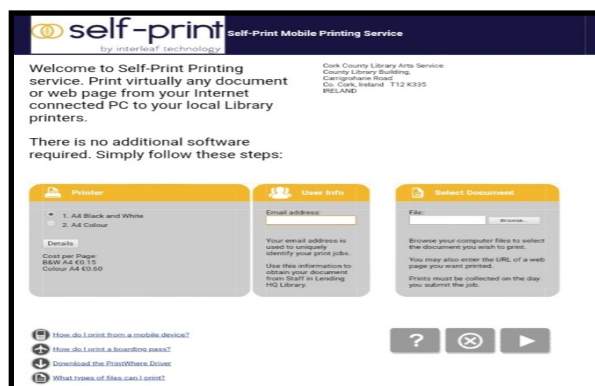 self-print
by interleaf technology
Self-Print Mobile Printing Service
Welcome to Self-Print Printing
service. Print virtually any document
or web page from your Internet
connected PC to your local Library
printers.
There is no additional software
required. Simply follow these steps:
Cork County Library Arts Service
County Library Building,
Carrigrohane Road
Co. Cork, Ireland T12 K335
IRELAND
Printer
1. A4 Black and White
2. A4 Colour
Details
Cost per Page:
B&W A4 €0.15
Colour A4 €0.60
User Info
Email address:
Your email address is
used to uniquely
identify your print jobs.
Use this information to
obtain your document
from Staff in Lending
HQ Library.
Select Document
File:
Browse...
Browse your computer files to select
the document you wish to print.
You may also enter the URL of a web
page you want printed.
Prints must be collected on the day
you submit the job.
How do I print from a mobile device?
How do I print a boarding pass?
Download the PrintWhere Driver
What types of files can I print?
?